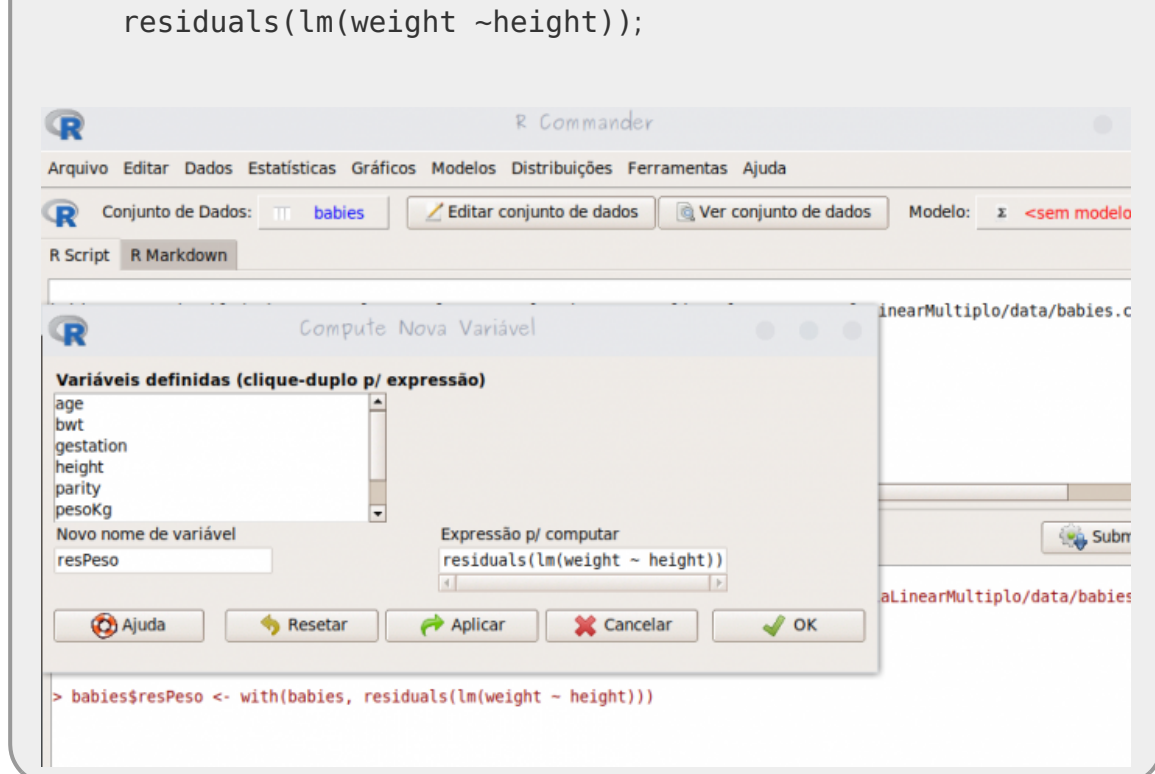 residuals(lm(weight ~height));
R Commander
Arquivo Editar Dados Estatísticas Gráficos Modelos Distribuições Ferramentas Ajuda
Conjunto de Dados: babies Editar conjunto de dados Ver conjunto de dados Modelo: Σ <sem modelo
R Script R Markdown
inearMultiplo/data/babies.c
Compute Nova Variável
Variáveis definidas (clique-duplo p/ expressão)
age
bwt
gestation
height
parity
pesoKg
Novo nome de variável Expressão p/ computar
resPeso residuals(lm(weight ~ height))
Subm
aLinearMultiplo/data/babies
Ajuda Resetar Aplicar Cancelar OK
> babies$resPeso <- with(babies, residuals(lm(weight ~ height)))